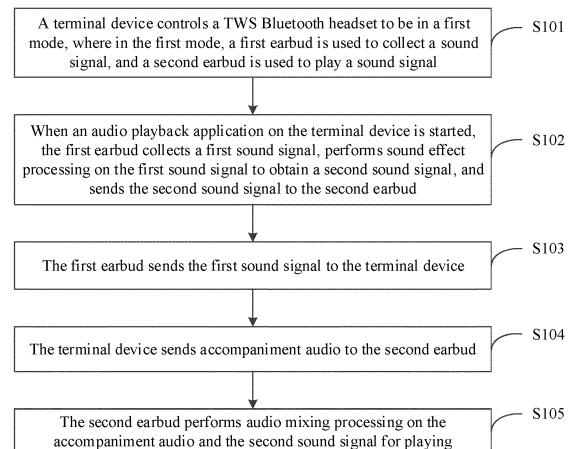 A terminal device controls a TWS Bluetooth headset to be in a first
mode, where in the first mode, a first earbud is used to collect a sound
signal, and a second earbud is used to play a sound signal
S101
When an audio playback application on the terminal device is started,
the first earbud collects a first sound signal, performs sound effect
processing on the first sound signal to obtain a second sound signal, and
sends the second sound signal to the second earbud
S102
The first earbud sends the first sound signal to the terminal device
S103
The terminal device sends accompaniment audio to the second earbud
S104
The second earbud performs audio mixing processing on the
accompaniment audio and the second sound signal for playing
S105